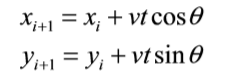 x_{i+1} = x_i + vt cos θ
y_{i+1} = y_i + vt sin θ